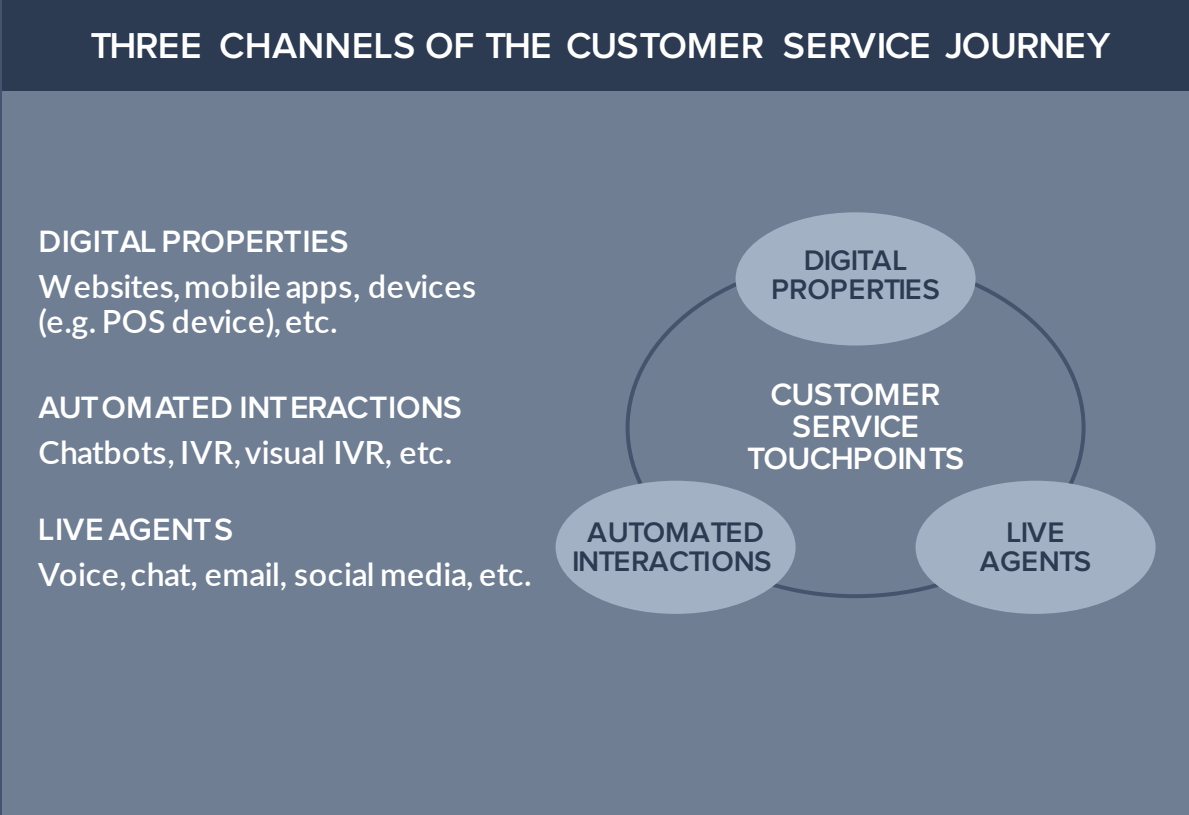 THREE CHANNELS OF THE CUSTOMER SERVICE JOURNEY
DIGITAL PROPERTIES
Websites, mobile apps, devices
(e.g. POS device), etc.
AUTOMATED INTERACTIONS
Chatbots, IVR, visual IVR, etc.
LIVE AGENTS
Voice, chat, email, social media, etc.
DIGITAL
PROPERTIES
CUSTOMER
SERVICE
TOUCHPOINTS
AUTOMATED
INTERACTIONS
LIVE
AGENTS